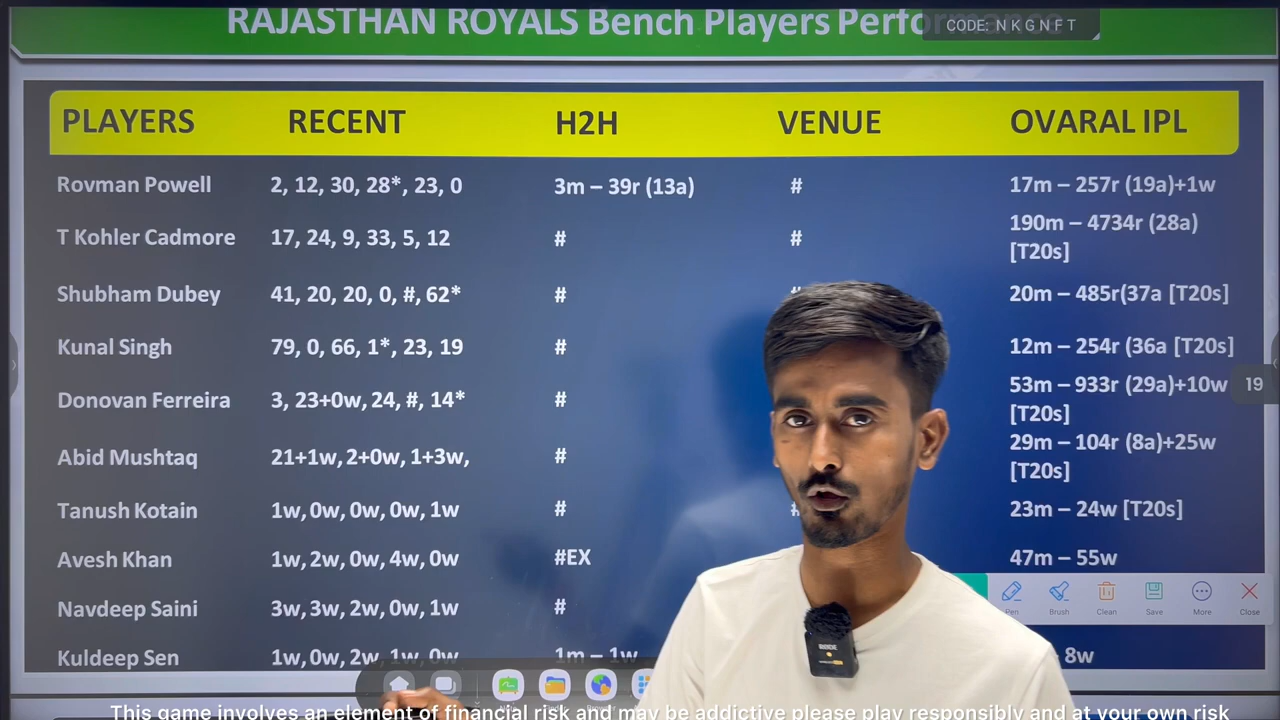 RAJASTHAN ROYALS Bench Players Perfo
CODE: N K G N F T
PLAYERS RECENT H2H VENUE OVARAL IPL
Rovman Powell 2, 12, 30, 28*, 23, 0 3m – 39r (13a) # 17m – 257r (19a)+1w
T Kohler Cadmore 17, 24, 9, 33, 5, 12 # # 190m – 4734r (28a)
[T20s]
Shubham Dubey 41, 20, 20, 0, #, 62* # 20m – 485r(37a [T20s]
Kunal Singh 79, 0, 66, 1*, 23, 19 # 12m – 254r (36a [T20s]
Donovan Ferreira 3, 23+0w, 24, #, 14* # 53m – 933r (29a)+10w
[T20s]
19
Abid Mushtaq 21+1w, 2+0w, 1+3w, # 29m – 104r (8a)+25w
[T20s]
Tanush Kotain 1w, 0w, 0w, 0w, 1w # 23m – 24w [T20s]
Avesh Khan 1w, 2w, 0w, 4w, 0w #EX 47m – 55w
Navdeep Saini 3w, 3w, 2w, 0w, 1w #
Pen Brush Clean Save More Close
Kuldeep Sen 1w, 0w, 2w, 1w, 0w 1m – 1w 8w
RODE
This game involves an element of financial risk and may be addictive please play responsibly and at your own risk